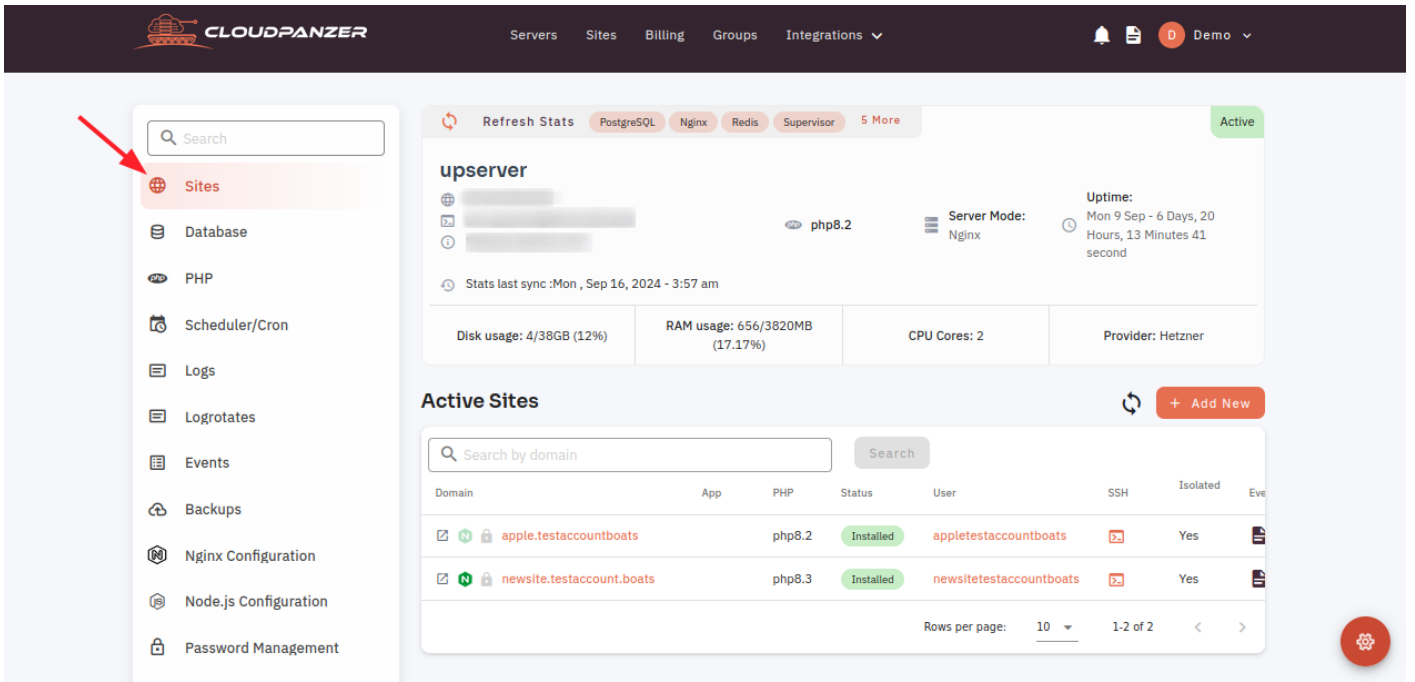 CLOUDPANZER
Servers Sites Billing Groups Integrations
D Demo
Search
Sites
Database
PHP
Scheduler/Cron
Logs
Logrotates
Events
Backups
Nginx Configuration
Node.js Configuration
Password Management
Refresh Stats PostgreSQL Nginx Redis Supervisor 5 More Active
upserver
php php8.2
Server Mode:
Nginx
Uptime:
Mon 9 Sep - 6 Days, 20
Hours, 13 Minutes 41
second
Stats last sync :Mon , Sep 16, 2024 - 3:57 am
Disk usage: 4/38GB (12%)
RAM usage: 656/3820MB
(17.17%)
CPU Cores: 2
Provider: Hetzner
Active Sites
+ Add New
Search by domain Search
Domain App PHP Status User SSH Isolated Eve
apple.testaccountboats php8.2 Installed appletestaccountboats Yes
newsite.testaccount.boats php8.3 Installed newsitetestaccountboats Yes
Rows per page: 10 1-2 of 2